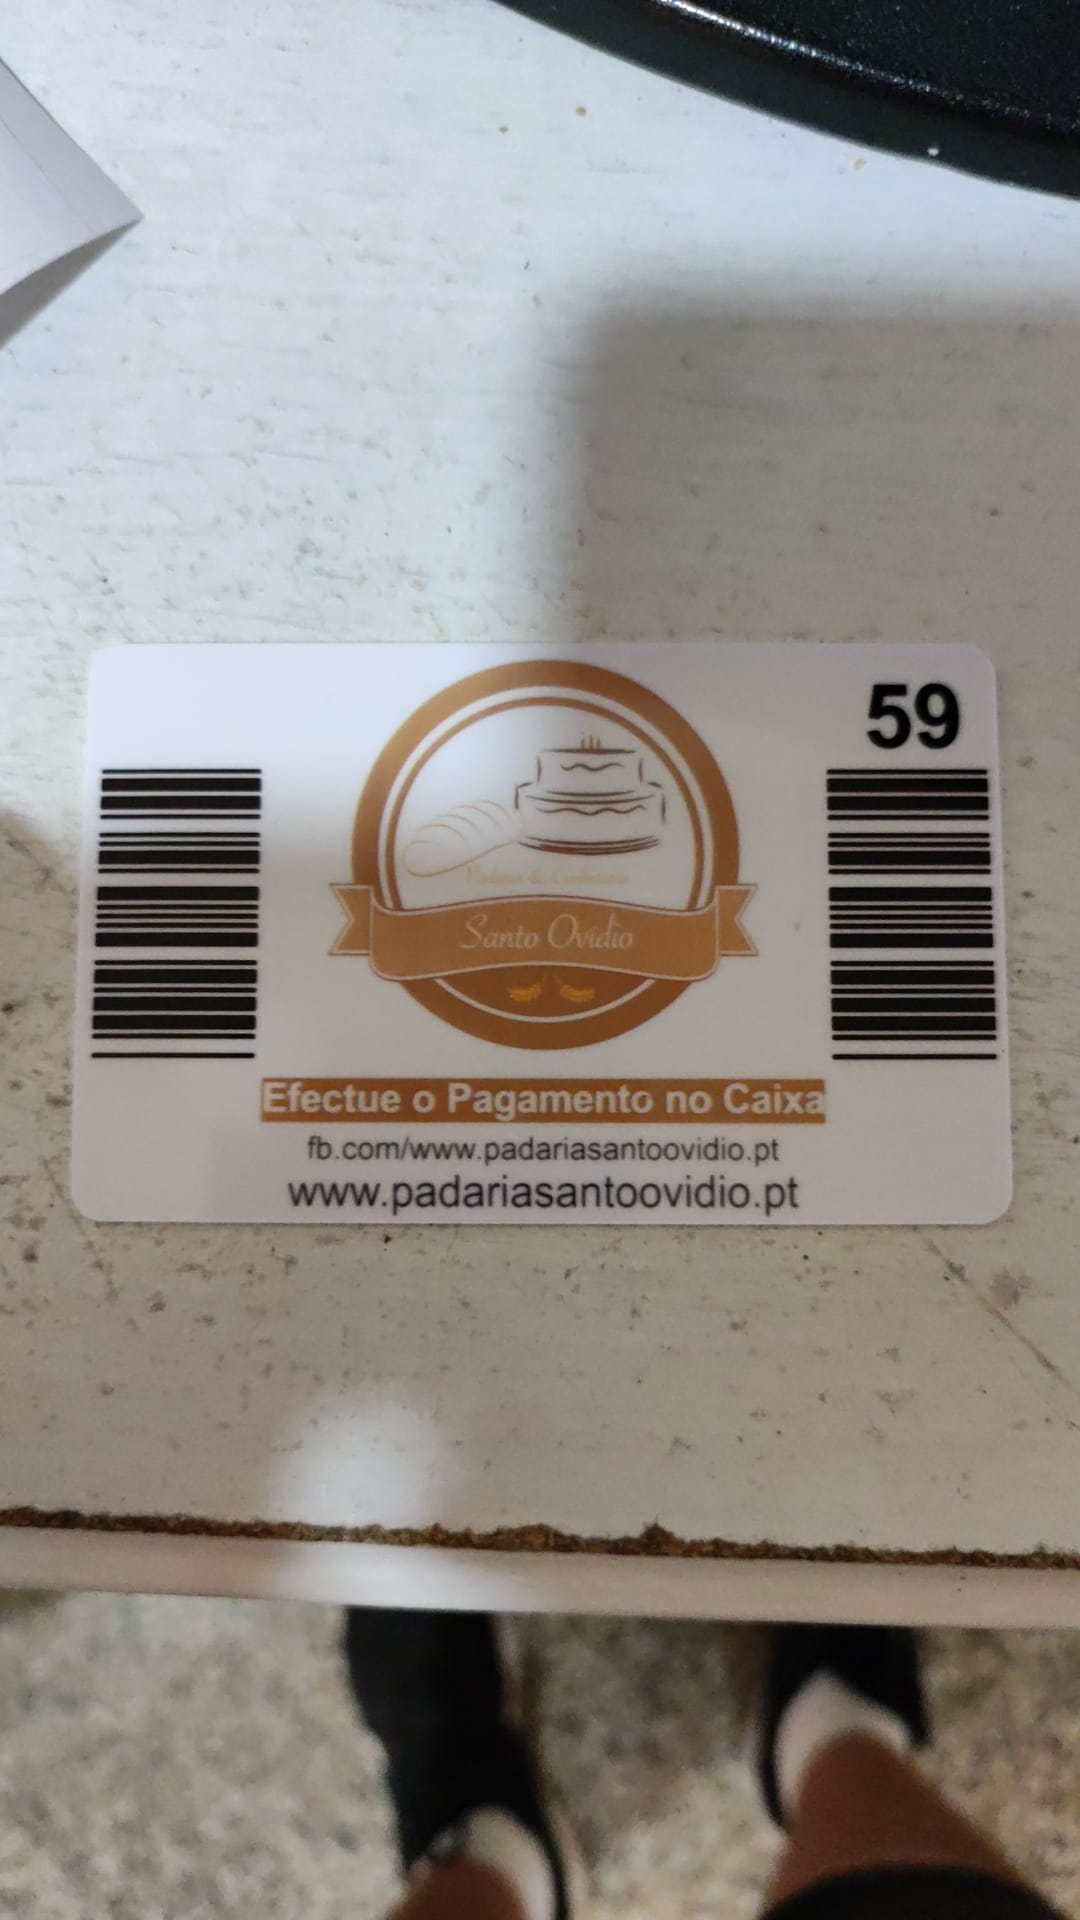 59
Santo Ovídio
Efectue o Pagamento no Caixa
fb.com/www.padariasantoovidio.pt
www.padariasantoovidio.pt